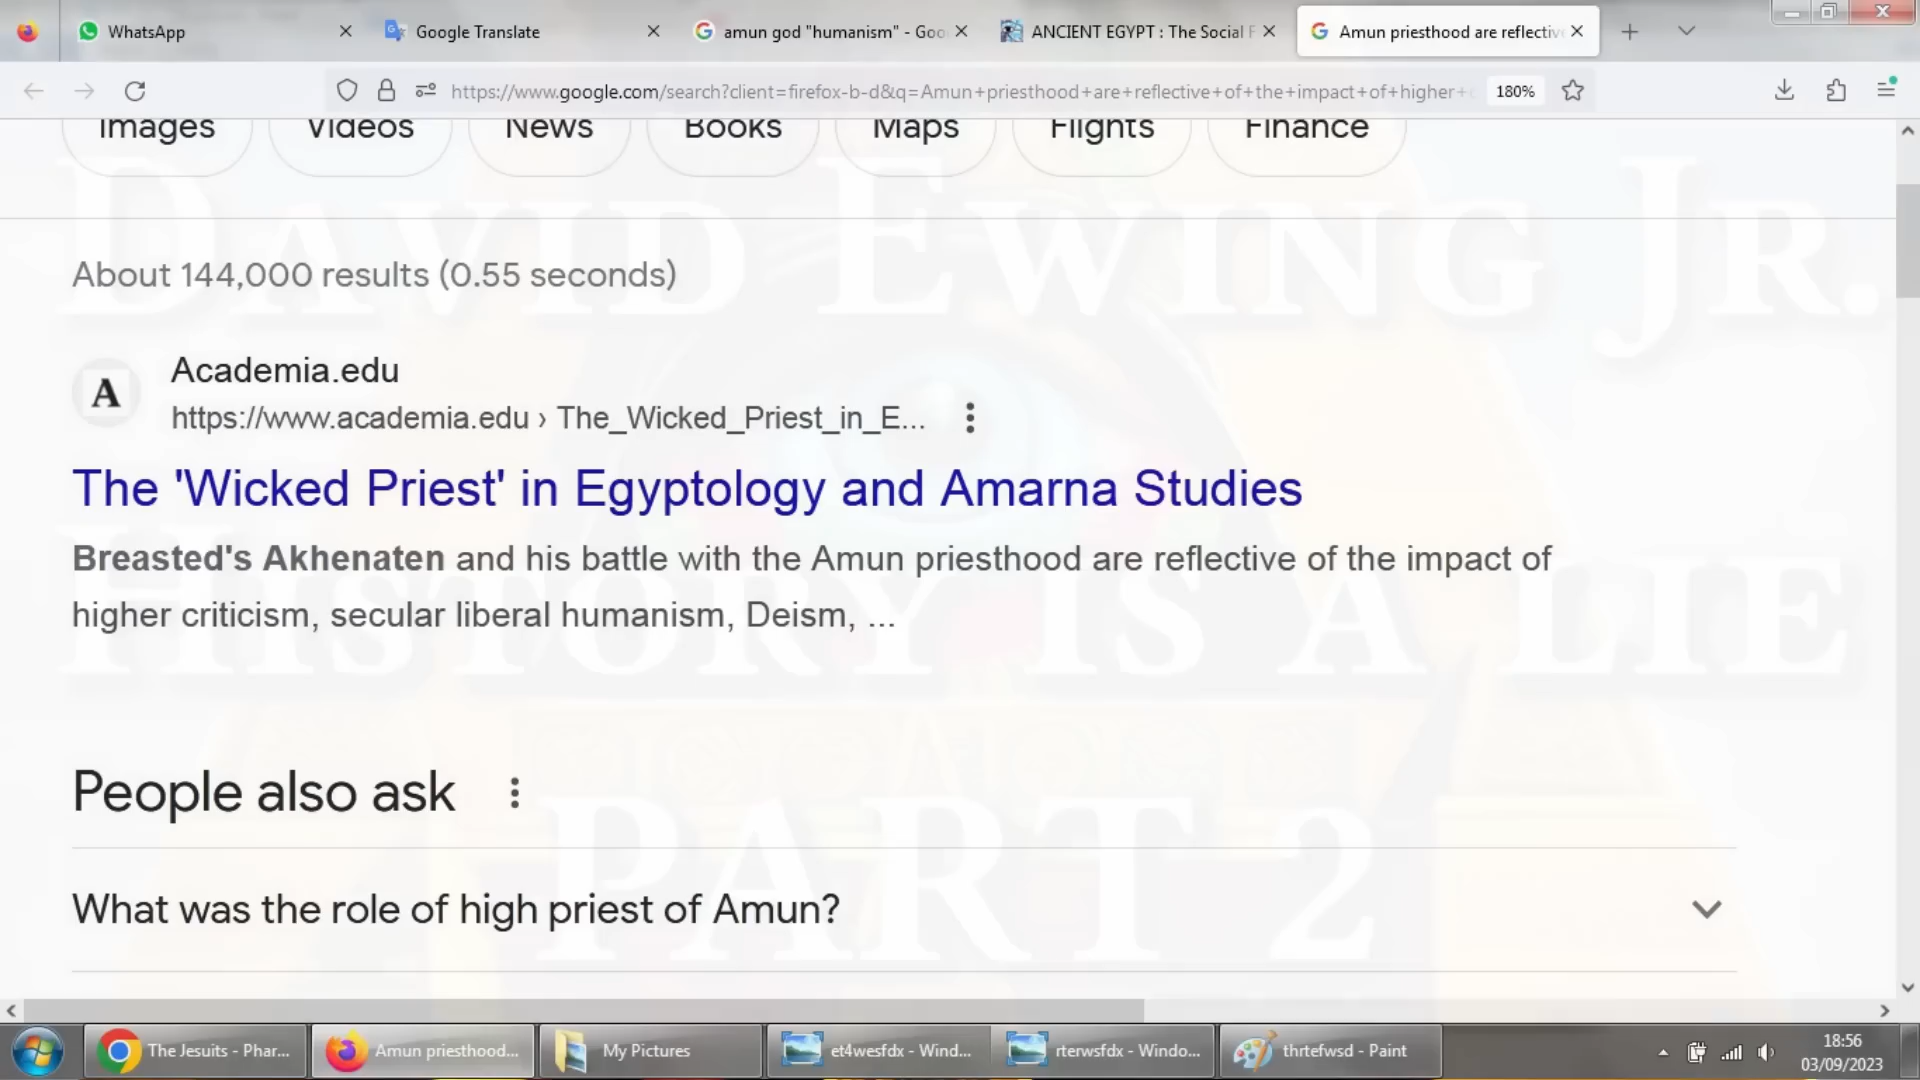 WhatsApp
Google Translate
amun god "humanism" - Goo
ANCIENT EGYPT : The Social F
Amun priesthood are reflectiv
https://www.google.com/search?client=firefox-b-d&q=Amun+priesthood+are+reflective+of+the+impact+of+higher+c
180%
Images
Videos
News
Books
Maps
Flights
Finance
DAVID EWING JR.
About 144,000 results (0.55 seconds)
A
Academia.edu
https://www.academia.edu › The_Wicked_Priest_in_E...
The 'Wicked Priest' in Egyptology and Amarna Studies
Breasted's Akhenaten and his battle with the Amun priesthood are reflective of the impact of
higher criticism, secular liberal humanism, Deism, ...
HISTORY IS A LIE
People also ask
PART 2
What was the role of high priest of Amun?
The Jesuits - Phar...
Amun priesthood...
My Pictures
et4wesfdx - Wind...
rterwsfdx - Windo...
thrtefwsd - Paint
18:56
03/09/2023